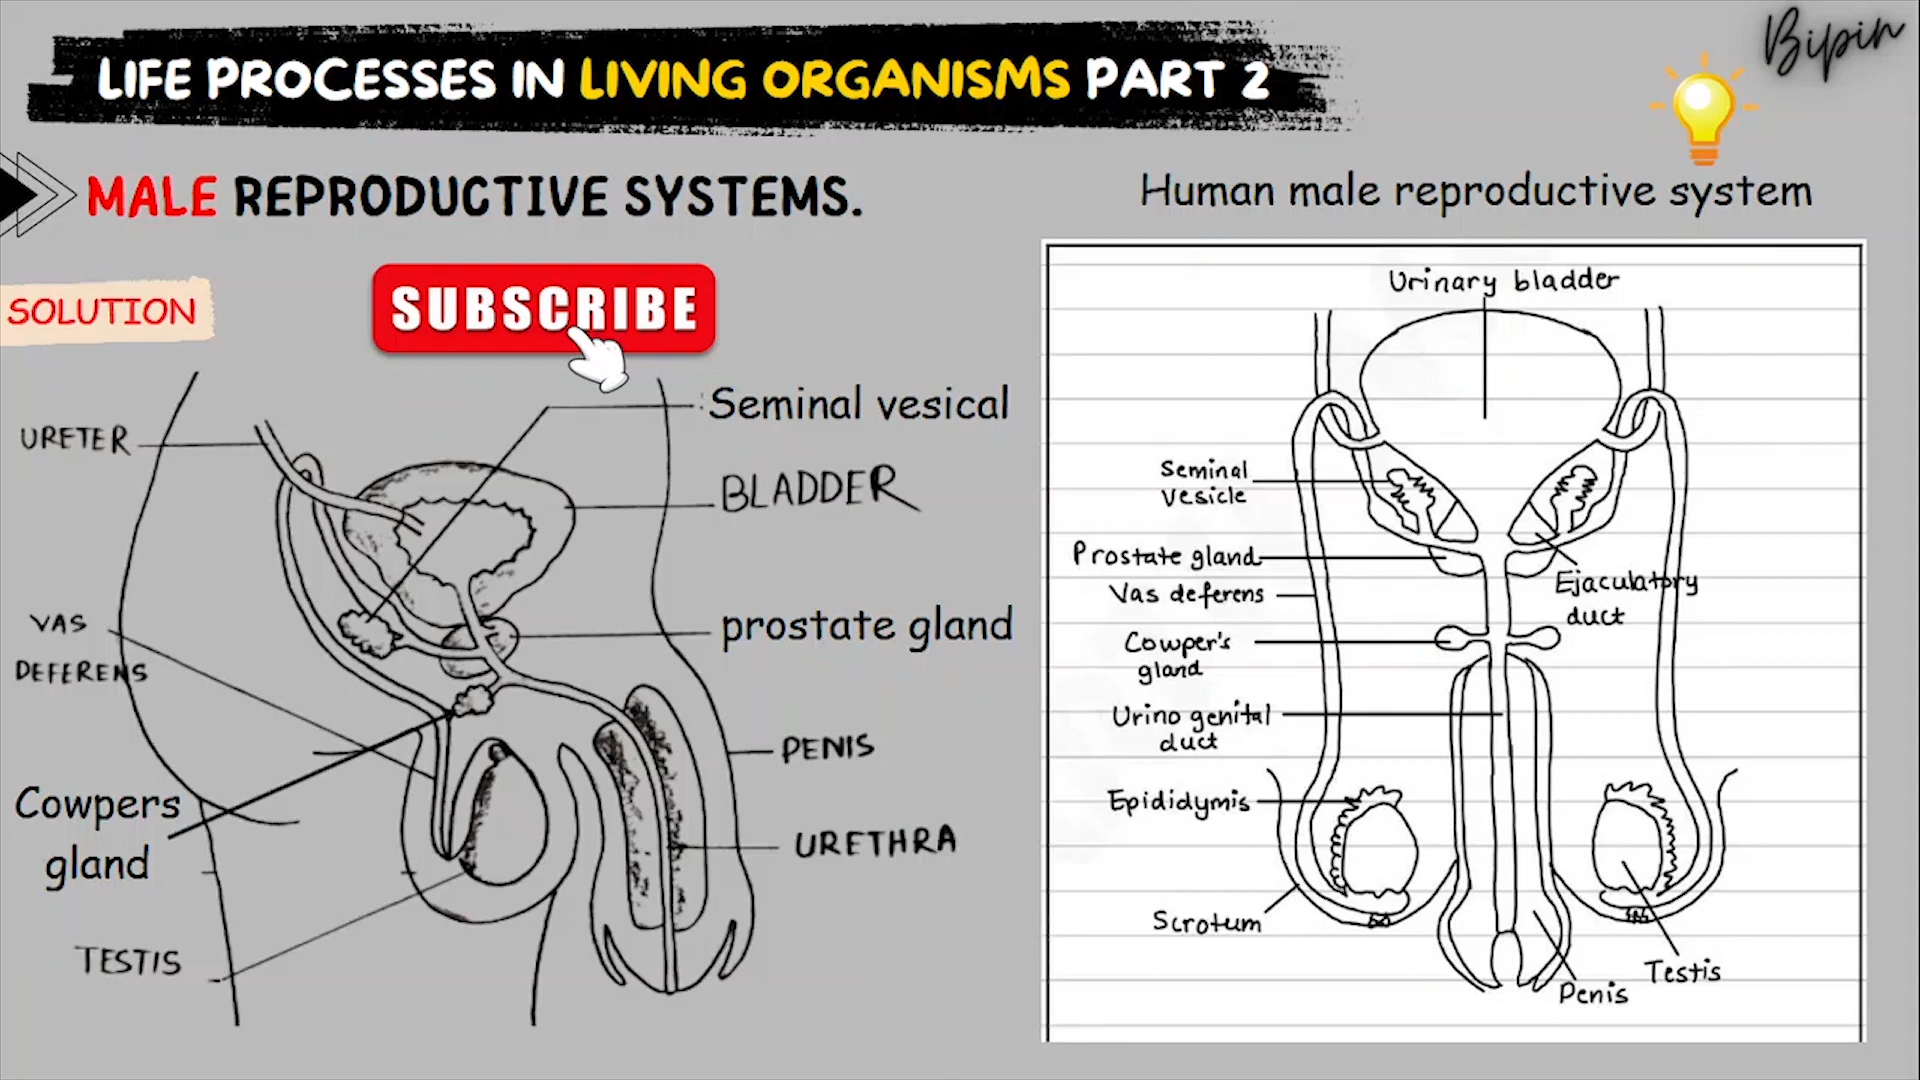 Bipin
LIFE PROCESSES IN LIVING ORGANISMS PART 2
MALE REPRODUCTIVE SYSTEMS.
Human male reproductive system
SOLUTION
SUBSCRIBE
URETER
Seminal vesical
BLADDER
VAS
DEFERENS
prostate gland
PENIS
Cowpers
gland
URETHRA
TESTIS
Urinary bladder
Seminal
Vesicle
Prostate gland
Vas deferens
Ejaculatory
duct
Cowper's
gland
Urino genital
duct
Epididymis
Scrotum
Testis
Penis